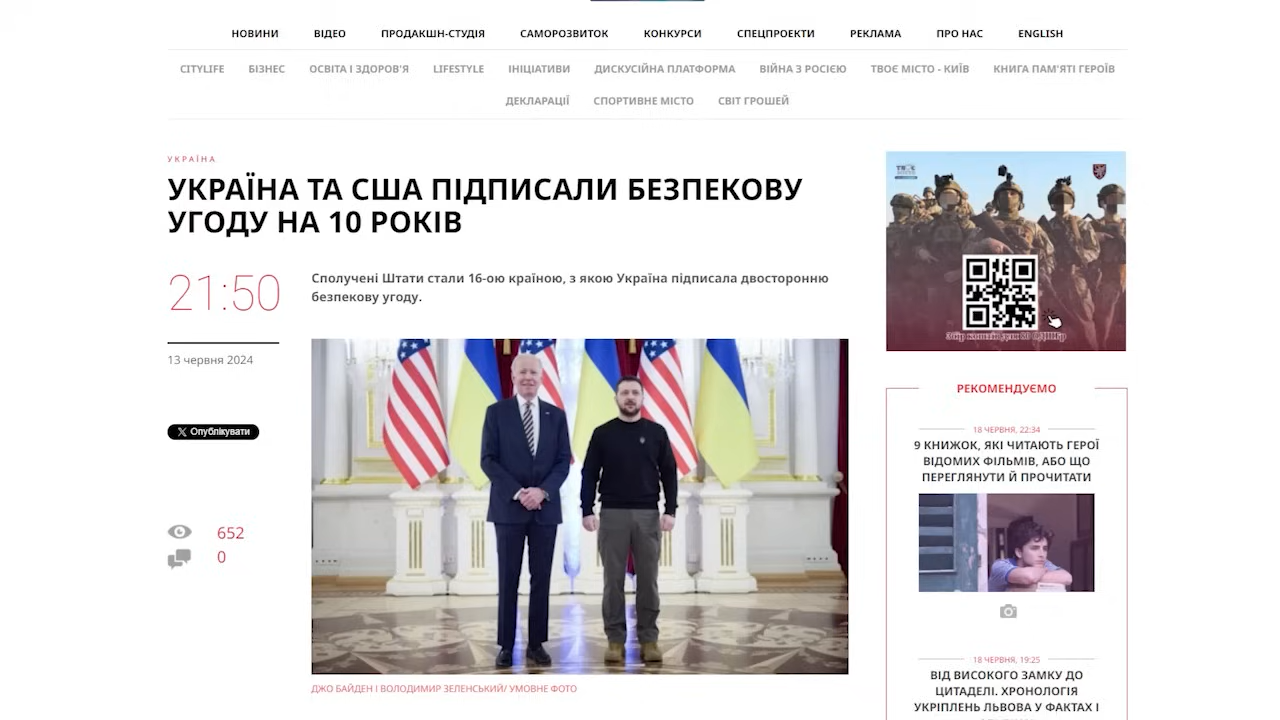 НОВИНИ ВІДЕО ПРОДАКШН-СТУДІЯ САМОРОЗВИТОК КОНКУРСИ СПЕЦПРОЕКТИ РЕКЛАМА ПРО НАС ENGLISH
CITYLIFE БІЗНЕС ОСВІТА І ЗДОРОВ'Я LIFESTYLE ІНІЦІАТИВИ ДИСКУСІЙНА ПЛАТФОРМА ВІЙНА З РОСІЄЮ ТВОЄ МІСТО - КИЇВ КНИГА ПАМ'ЯТІ ГЕРОЇВ
ДЕКЛАРАЦІЇ СПОРТИВНЕ МІСТО СВІТ ГРОШЕЙ
УКРАЇНА
УКРАЇНА ТА США ПІДПИСАЛИ БЕЗПЕКОВУ
УГОДУ НА 10 РОКІВ
21:50
13 червня 2024
Опублікувати
652
0
Сполучені Штати стали 16-ою країною, з якою Україна підписала двосторонню
безпекову угоду.
ДЖО БАЙДЕН І ВОЛОДИМИР ЗЕЛЕНСЬКИЙ/ УМОВНЕ ФОТО
РЕКОМЕНДУЄМО
18 ЧЕРВНЯ, 22:34
9 КНИЖОК, ЯКІ ЧИТАЮТЬ ГЕРОЇ
ВІДОМИХ ФІЛЬМІВ, АБО ЩО
ПЕРЕГЛЯНУТИ Й ПРОЧИТАТИ
18 ЧЕРВНЯ, 19:25
ВІД ВИСОКОГО ЗАМКУ ДО
ЦИТАДЕЛІ. ХРОНОЛОГІЯ
УКРІПЛЕНЬ ЛЬВОВА У ФАКТАХ І